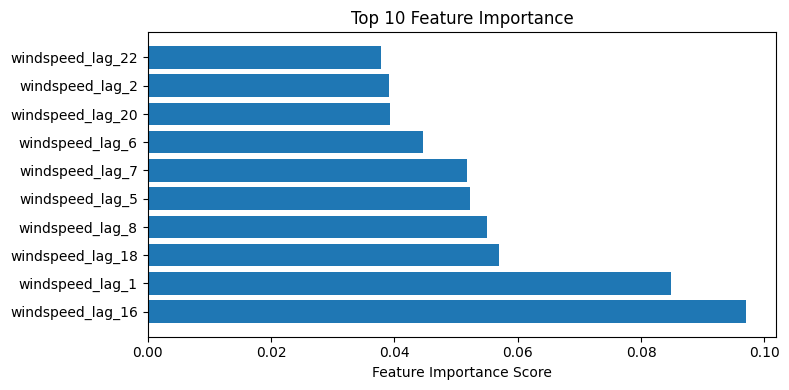 Top 10 Feature Importance
windspeed_lag_22
windspeed_lag_2
windspeed_lag_20
windspeed_lag_6
windspeed_lag_7
windspeed_lag_5
windspeed_lag_8
windspeed_lag_18
windspeed_lag_1
windspeed_lag_16
0.00 0.02 0.04 0.06 0.08 0.10
Feature Importance Score